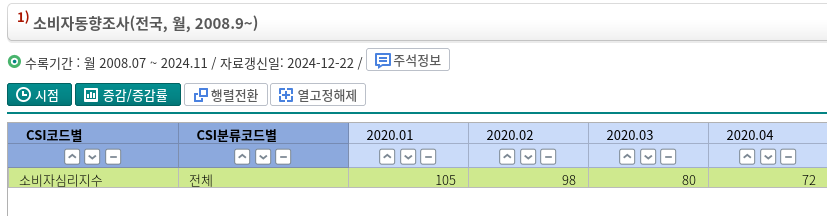 1) 소비자동향조사(전국, 월, 2008.9~)
수록기간 : 월 2008.07 ~ 2024.11 / 자료갱신일: 2024-12-22 / 주석정보
시점 증감/증감률 행렬전환 열고정해제
CSI코드별 CSI분류코드별 2020.01 2020.02 2020.03 2020.04
소비자심리지수 전체 105 98 80 72